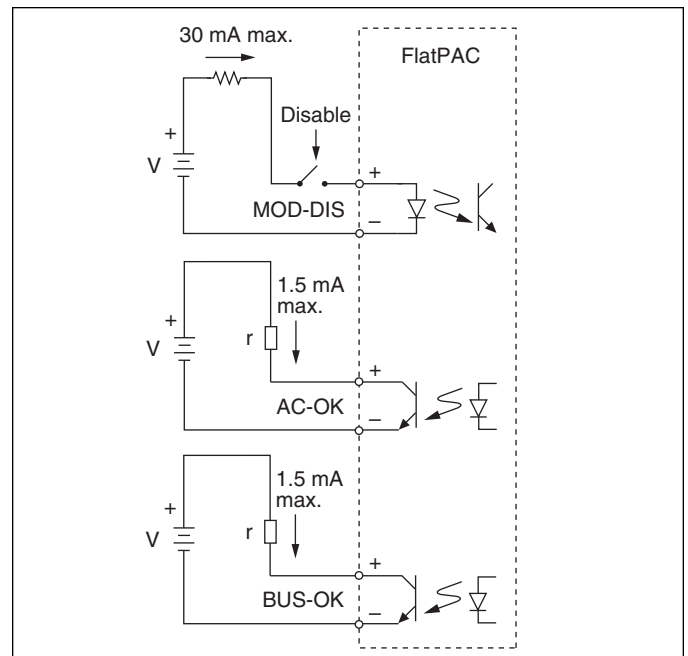 30 mA max.
FlatPAC
Disable
+
V
+
MOD-DIS
–
1.5 mA
max.
+
V
r
+
AC-OK
–
1.5 mA
max.
+
V
r
+
BUS-OK
–